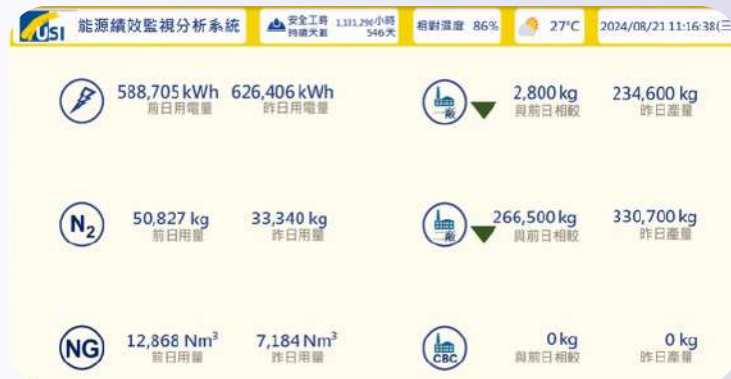 USI 能源績效監視分析系統
安全工時 1,131,296小時
持續天數 546天
相對濕度 86%
27°C
2024/08/21 11:16:38(三
588,705 kWh 626,406 kWh
前日用電量 昨日用電量
一廠
2,800 kg 234,600 kg
與前日相較 昨日產量
N2
50,827 kg 33,340 kg
前日用量 昨日用量
二廠
266,500 kg 330,700 kg
與前日相較 昨日產量
NG
12,868 Nm³ 7,184 Nm³
前日用量 昨日用量
CBC
0 kg 0 kg
與前日相較 昨日產量